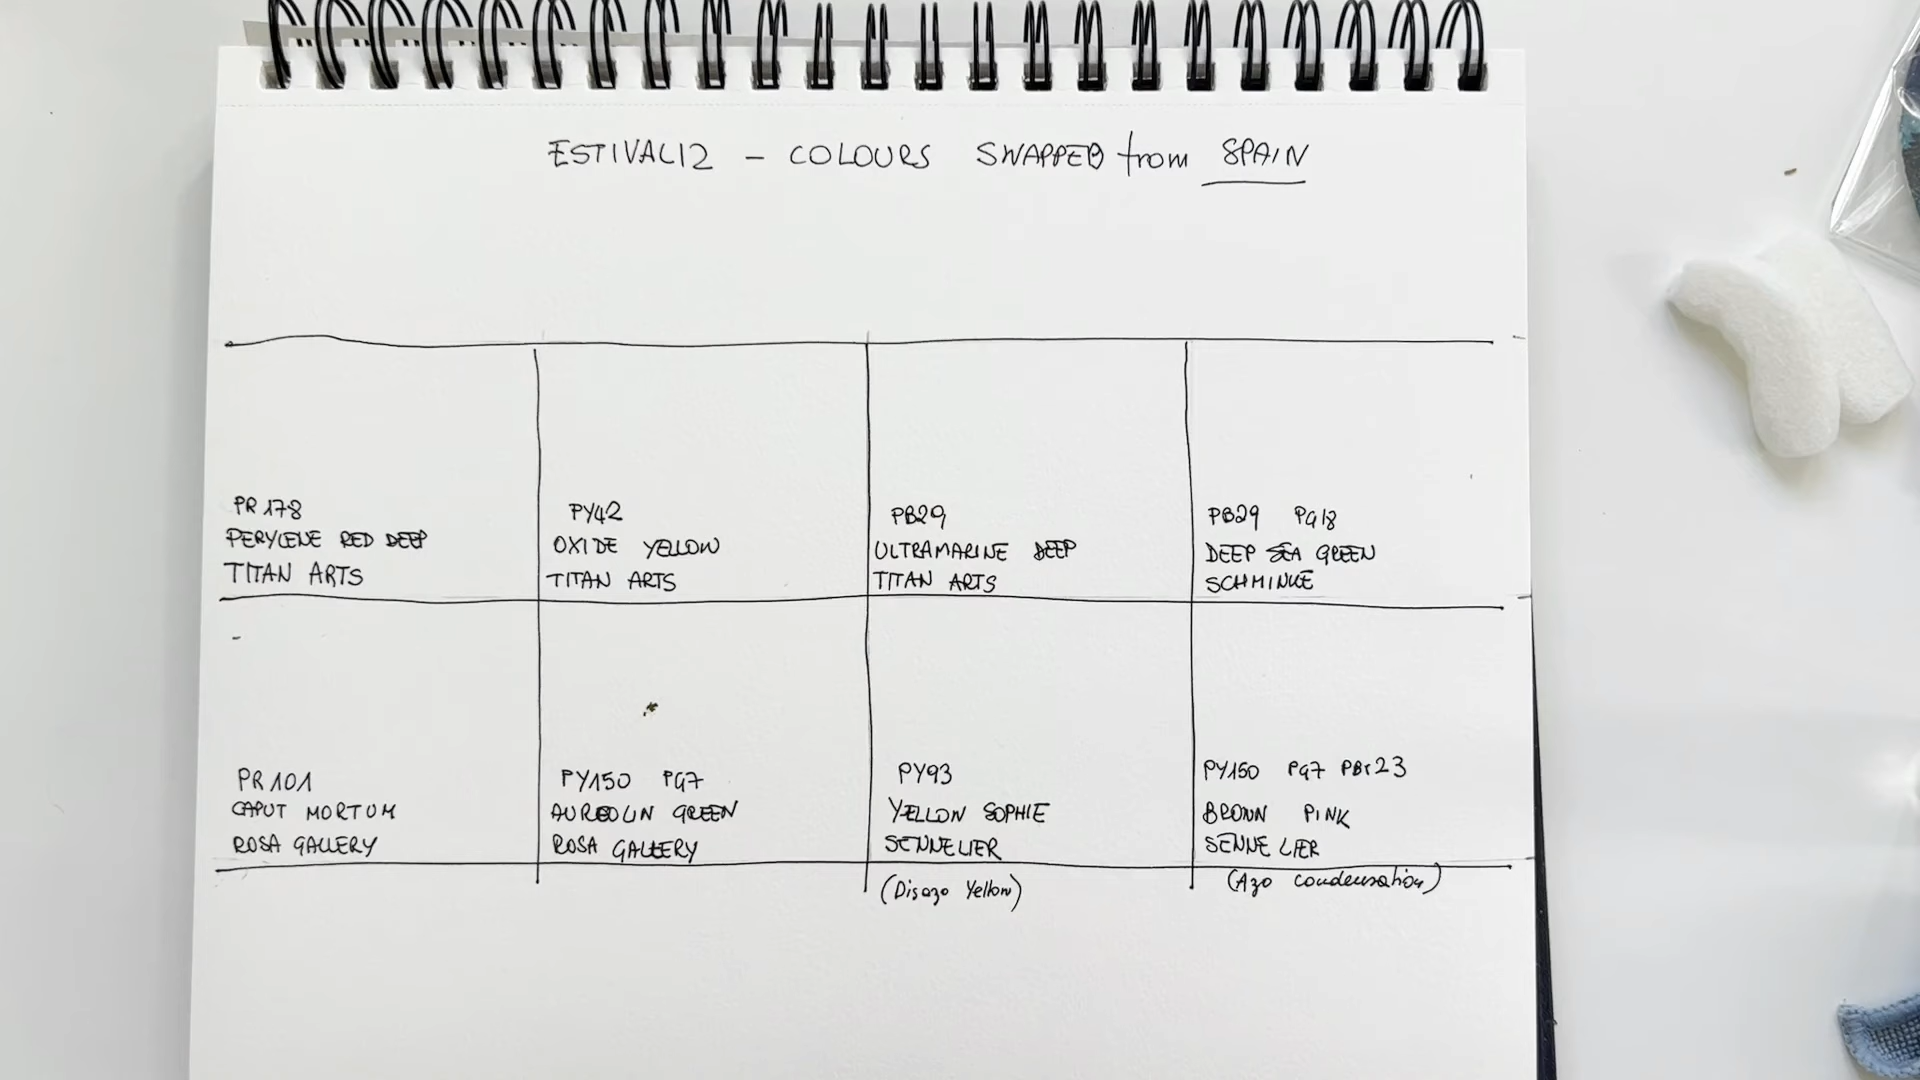 ESTIVALIZ - COLOURS SWAPPED from SPAIN
PR178
PERYLENE RED DEEP
TITAN ARTS
PY42
OXIDE YELLOW
TITAN ARTS
PB29
ULTRAMARINE DEEP
TITAN ARTS
PB29 PG18
DEEP SEA GREEN
SCHMINKE
PR101
CAPUT MORTUM
ROSA GALLERY
PY150 PG7
AUREOLIN GREEN
ROSA GALLERY
PY93
YELLOW SOPHIE
SENNELIER
(Disazo Yellow)
PY150 PG7 PBr23
BROWN PINK
SENNELIER
(Azo condensation)